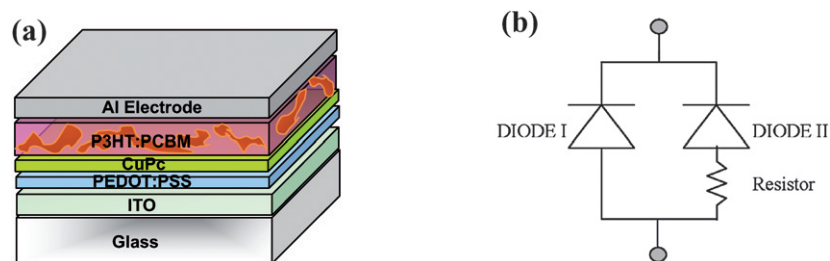 (a)
Al Electrode
P3HT:PCBM
CuPc
PEDOT:PSS
ITO
Glass
(b)
DIODE I
DIODE II
Resistor